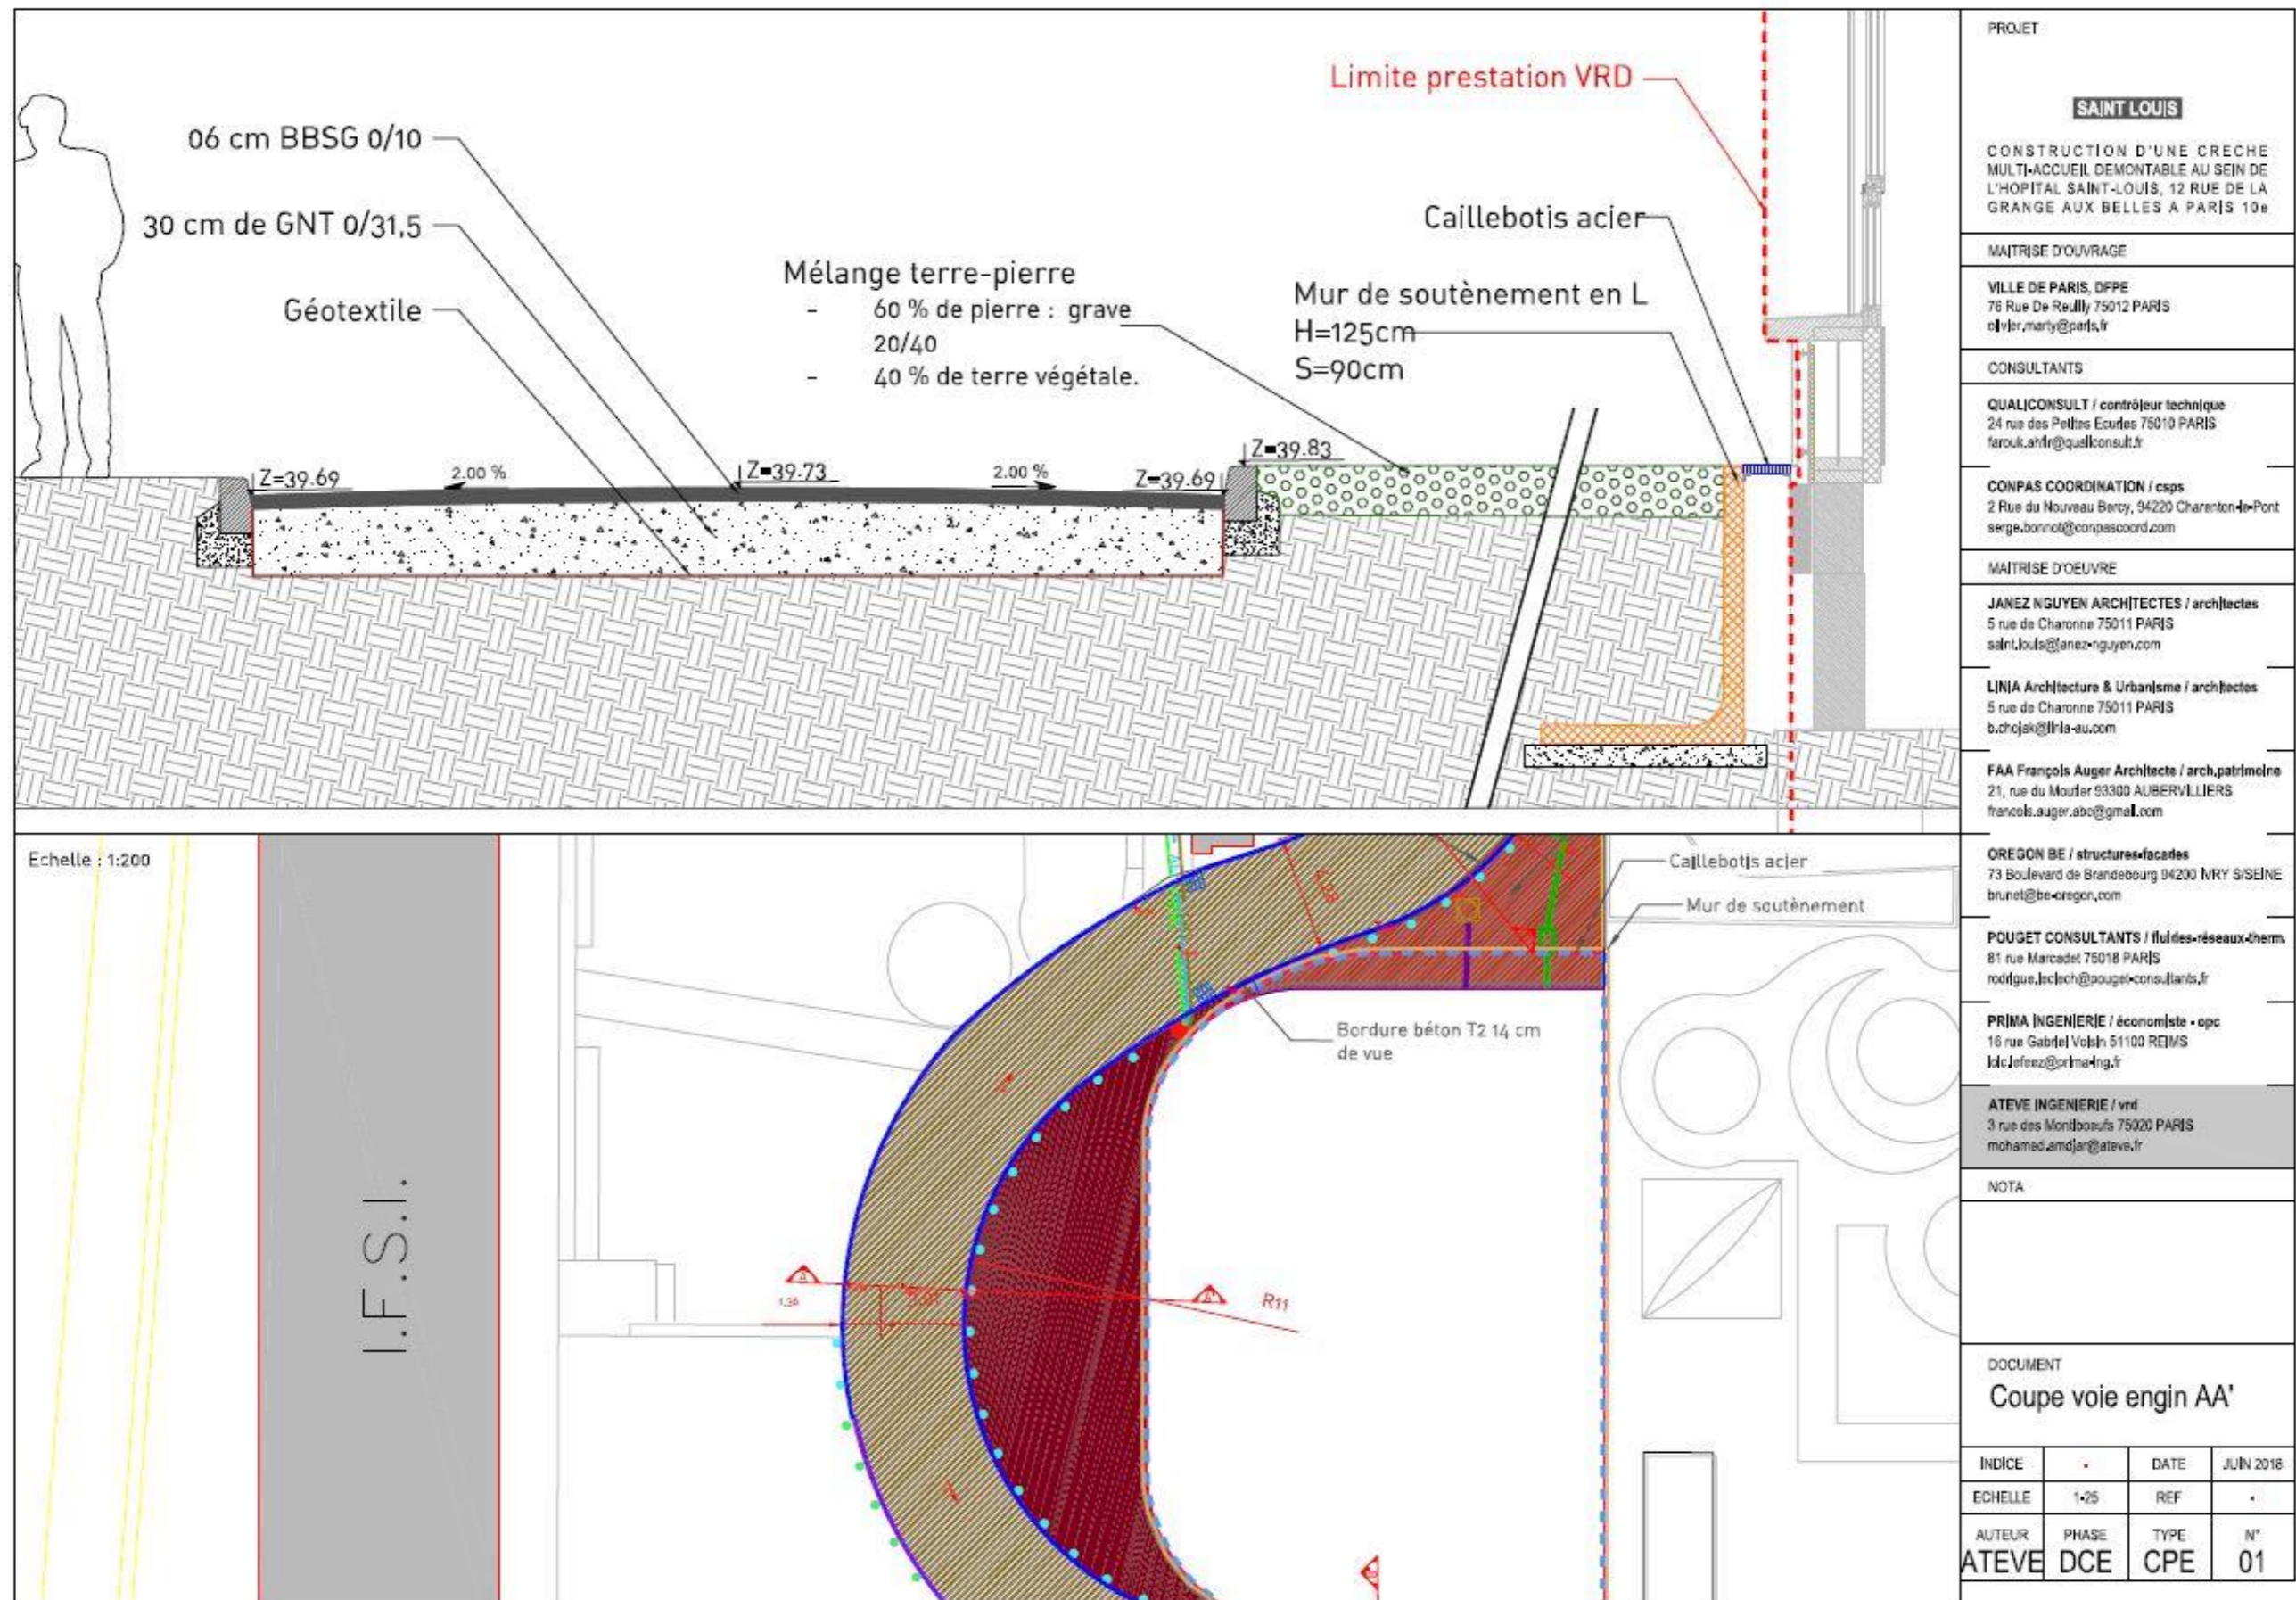 Limite prestation VRD
06 cm BBSG 0/10
30 cm de GNT 0/31,5
Géotextile
Mélange terre-pierre
- 60 % de pierre : grave
20/40
- 40 % de terre végétale.
Caillebotis acier
Mur de soutènement en L
H=125cm
S=90cm
Z=39.69
2.00 %
Z=39.73
2.00 %
Z=39.69
Z=39.83
Echelle : 1:200
I.F.S.I.
Caillebotis acier
Mur de soutènement
Bordure béton T2 14 cm
de vue
1.36
R11
PROJET
SAINT LOUIS
CONSTRUCTION D'UNE CRECHE
MULTI-ACCUEIL DEMONTABLE AU SEIN DE
L'HOPITAL SAINT-LOUIS, 12 RUE DE LA
GRANGE AUX BELLES A PARIS 10e
MAITRISE D'OUVRAGE
VILLE DE PARIS, DFPE
76 Rue De Reuilly 75012 PARIS
olivier.marty@paris.fr
CONSULTANTS
QUALICONSULT / contrôleur technique
24 rue des Petites Ecuries 75010 PARIS
farouk.ahfir@qualiconsult.fr
CONPAS COORDINATION / csps
2 Rue du Nouveau Bercy, 94220 Charenton-le-Pont
serge.bonnot@conpascoord.com
MAITRISE D'OEUVRE
JANEZ NGUYEN ARCHITECTES / architectes
5 rue de Charonne 75011 PARIS
saint.louis@janez-nguyen.com
LINIA Architecture & Urbanisme / architectes
5 rue de Charonne 75011 PARIS
b.chojak@linia-au.com
FAA François Auger Architecte / arch.patrimoine
21, rue du Moutier 93300 AUBERVILLIERS
francois.auger.abc@gmail.com
OREGON BE / structures-facades
73 Boulevard de Brandebourg 94200 IVRY S/SEINE
brunet@be-oregon.com
POUGET CONSULTANTS / fluides-réseaux-therm.
81 rue Marcadet 75018 PARIS
rodrigue.leclech@pouget-consultants.fr
PRIMA INGENIERIE / économiste - opc
16 rue Gabriel Voisin 51100 REIMS
loic.lefeez@prima-ing.fr
ATEVE INGENIERIE / vrd
3 rue des Montiboeufs 75020 PARIS
mohamed.amdjar@ateve.fr
NOTA
DOCUMENT
Coupe voie engin AA'
INDICE - DATE JUIN 2018
ECHELLE 1-25 REF -
AUTEUR PHASE TYPE N°
ATEVE DCE CPE 01